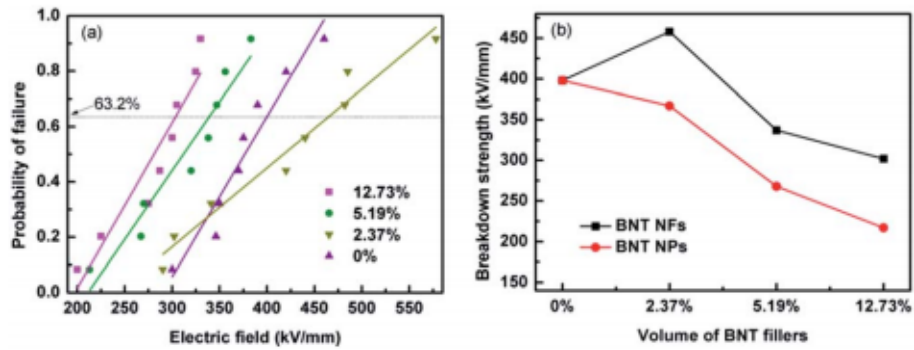 (a)
63.2%
12.73%
5.19%
2.37%
0%
Probability of failure
1.0
0.8
0.6
0.4
0.2
0.0
200 250 300 350 400 450 500 550
Electric field (kV/mm)
(b)
BNT NFs
BNT NPs
Breakdown strength (kV/mm)
450
400
350
300
250
200
150
0% 2.37% 5.19% 12.73%
Volume of BNT fillers